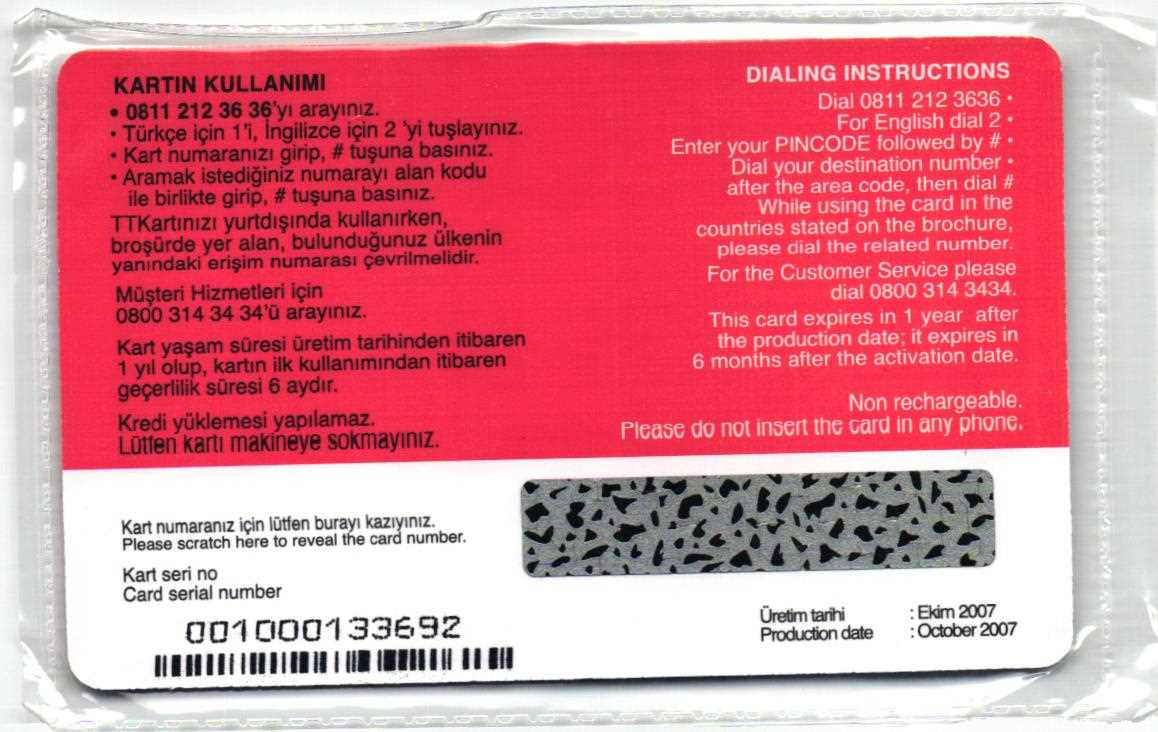 KARTIN KULLANIMI
• 0811 212 36 36'yı arayınız.
• Türkçe için 1'i, İngilizce için 2 'yi tuşlayınız.
• Kart numaranızı girip, # tuşuna basınız.
• Aramak istediğiniz numarayı alan kodu
ile birlikte girip, # tuşuna basınız.
TTKartınızı yurtdışında kullanırken,
broşürde yer alan, bulunduğunuz ülkenin
yanındaki erişim numarası çevrilmelidir.
Müşteri Hizmetleri için
0800 314 34 34'ü arayınız.
Kart yaşam süresi üretim tarihinden itibaren
1 yıl olup, kartın ilk kullanımından itibaren
geçerlilik süresi 6 aydır.
Kredi yüklemesi yapılamaz.
Lütfen kartı makineye sokmayınız.
DIALING INSTRUCTIONS
Dial 0811 212 3636 •
For English dial 2 •
Enter your PINCODE followed by # •
Dial your destination number •
after the area code, then dial #
While using the card in the
countries stated on the brochure,
please dial the related number.
For the Customer Service please
dial 0800 314 3434.
This card expires in 1 year after
the production date; it expires in
6 months after the activation date.
Non rechargeable.
Please do not insert the card in any phone.
Kart numaranız için lütfen burayı kazıyınız.
Please scratch here to reveal the card number.
Kart seri no
Card serial number
001000133692
Üretim tarihi : Ekim 2007
Production date : October 2007